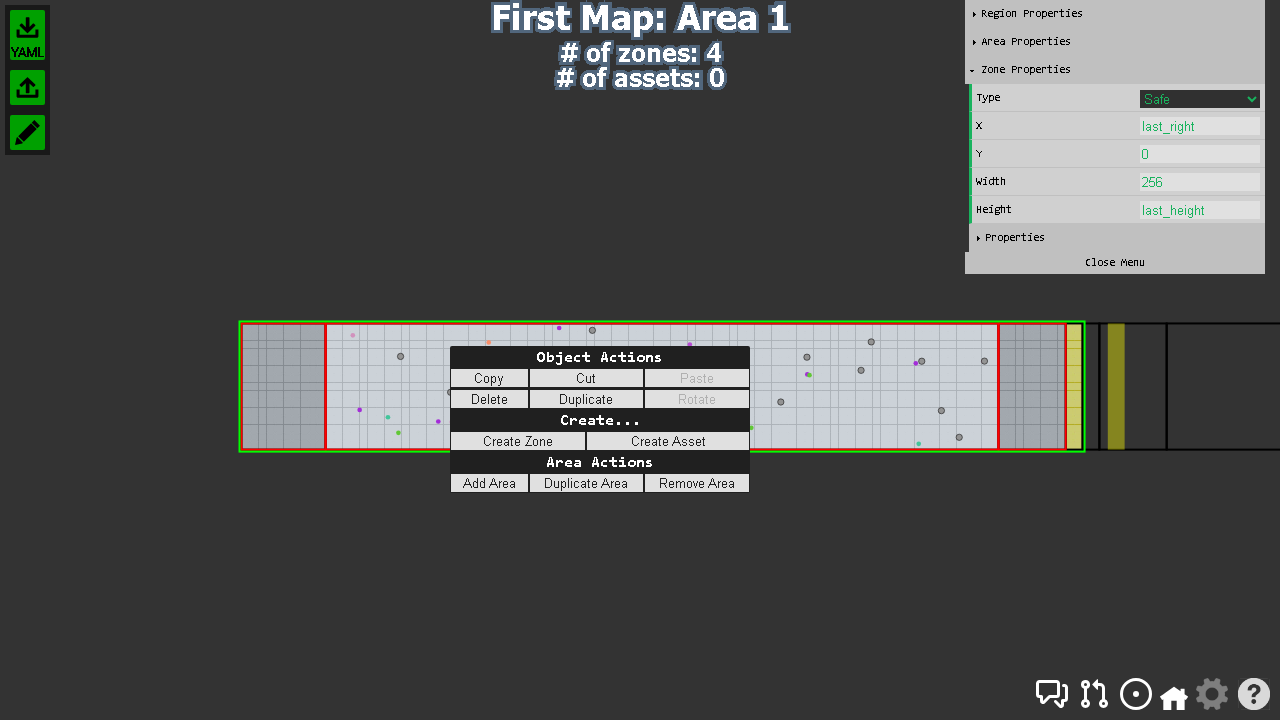 First Map: Area 1
# of zones: 4
# of assets: 0
YAML
Region Properties
Area Properties
Zone Properties
Type Safe
X last_right
Y 0
Width 256
Height last_height
Properties
Close Menu
Object Actions
Copy Cut Paste
Delete Duplicate Rotate
Create...
Create Zone Create Asset
Area Actions
Add Area Duplicate Area Remove Area
?